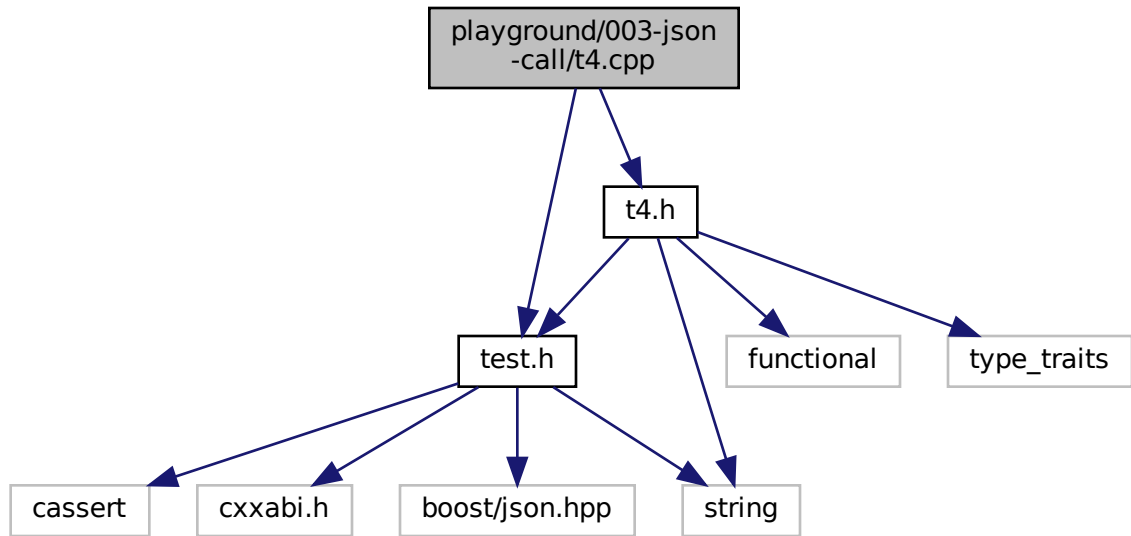 playground/003-json
-call/t4.cpp
t4.h
test.h
functional
type_traits
cassert
cxxabi.h
boost/json.hpp
string